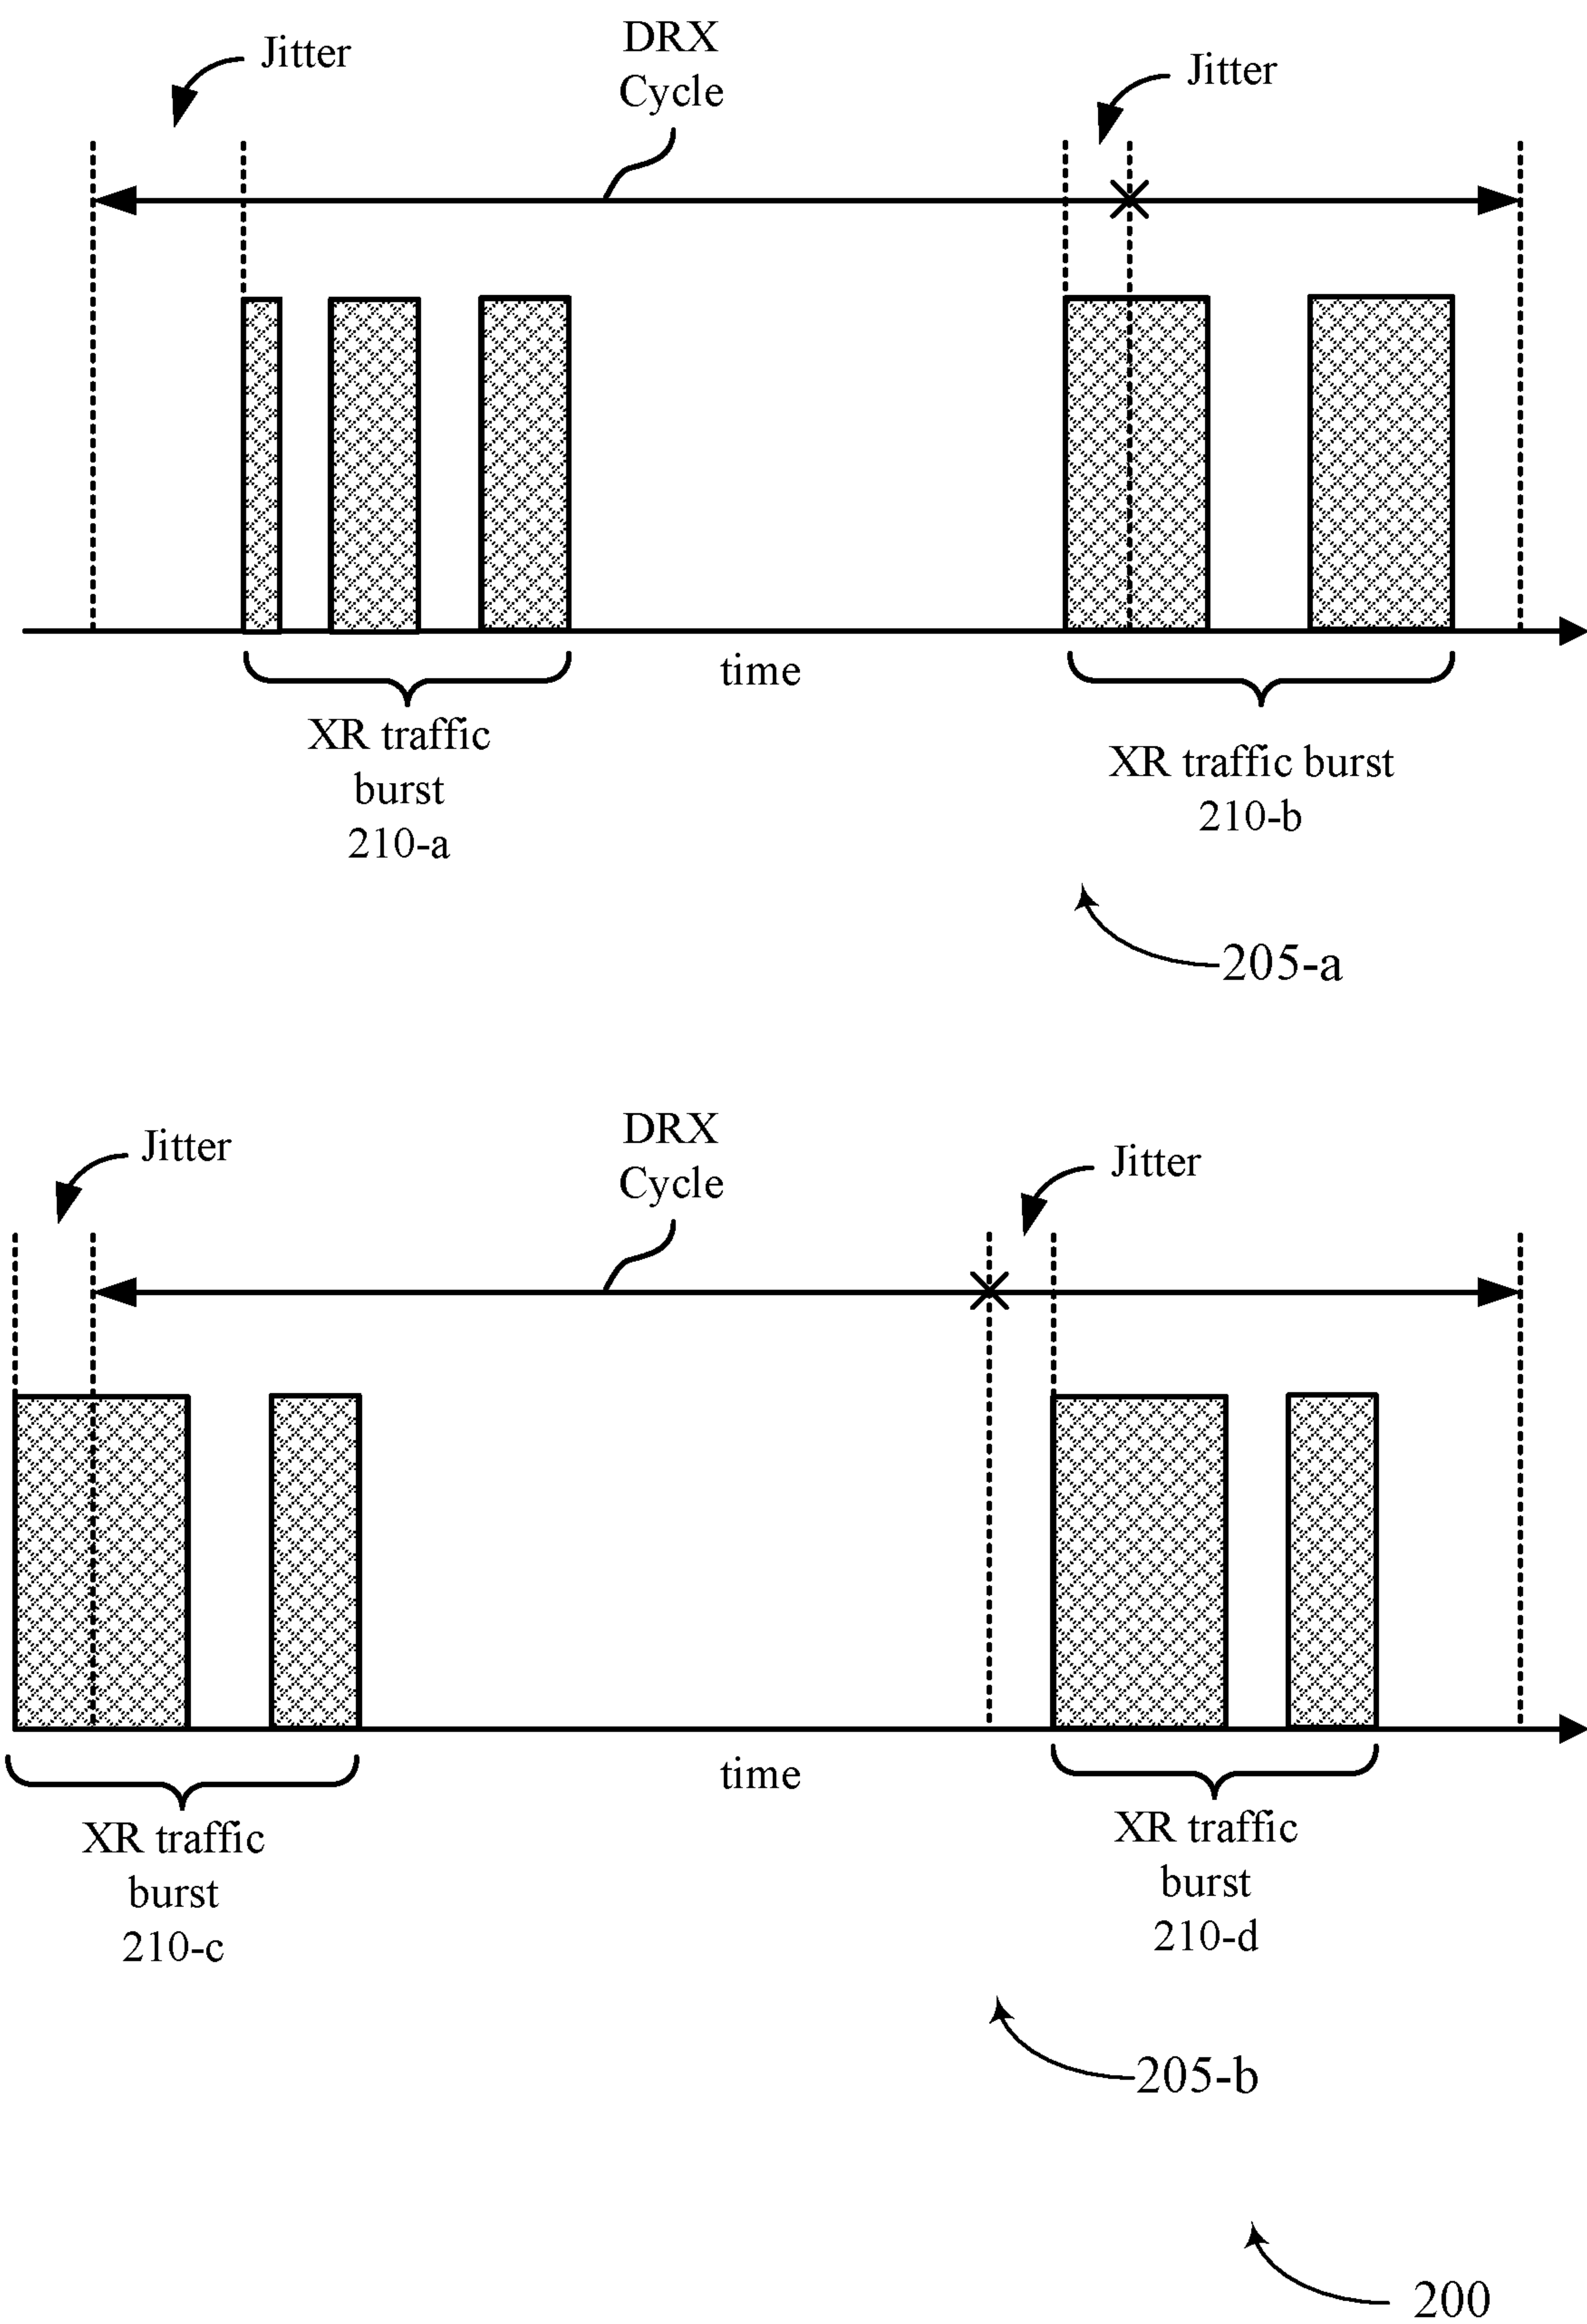 Jitter
DRX
Cycle
Jitter
time
XR traffic
burst
210-a
XR traffic burst
210-b
205-a
Jitter
DRX
Cycle
Jitter
time
XR traffic
burst
210-c
XR traffic
burst
210-d
205-b
200